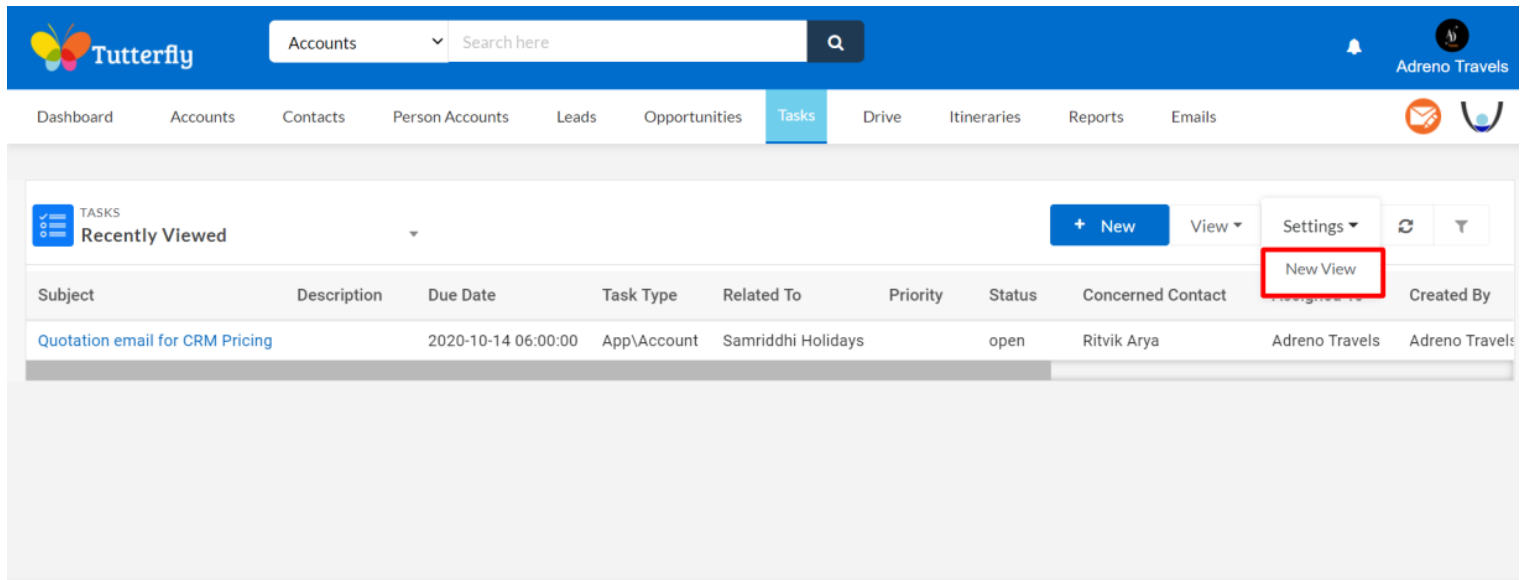 Tutterfly
Accounts
Search here
Adreno Travels
Dashboard Accounts Contacts Person Accounts Leads Opportunities Tasks Drive Itineraries Reports Emails
TASKS
Recently Viewed
+ New View Settings
New View
Subject Description Due Date Task Type Related To Priority Status Concerned Contact Assigned To Created By
Quotation email for CRM Pricing 2020-10-14 06:00:00 App\Account Samriddhi Holidays open Ritvik Arya Adreno Travels Adreno Travels